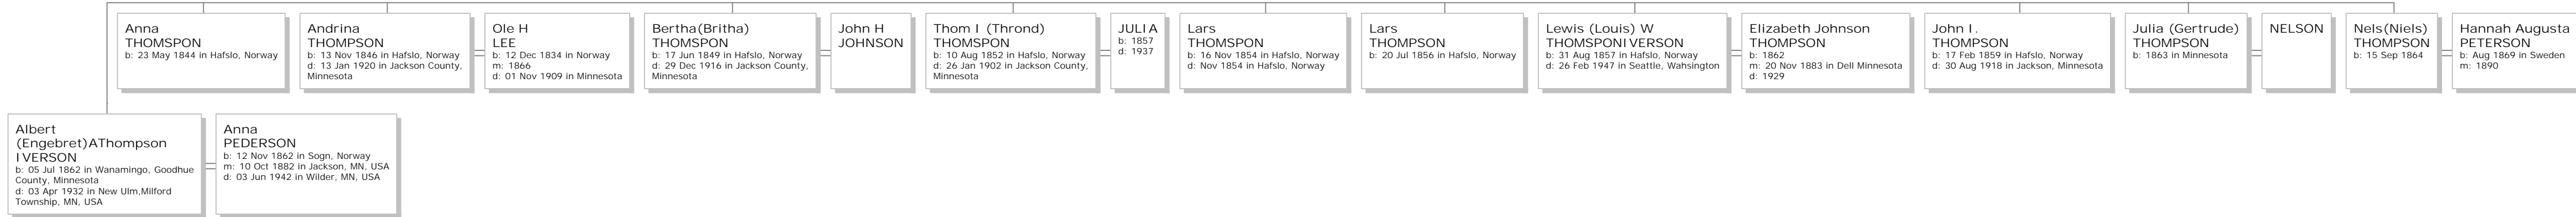 Anna
THOMSPON
b: 23 May 1844 in Hafslo, Norway
Andrina
THOMPSON
b: 13 Nov 1846 in Hafslo, Norway
d: 13 Jan 1920 in Jackson County,
Minnesota
Ole H
LEE
b: 12 Dec 1834 in Norway
m: 1866
d: 01 Nov 1909 in Minnesota
Bertha(Britha)
THOMSPON
b: 17 Jun 1849 in Hafslo, Norway
d: 29 Dec 1916 in Jackson County,
Minnesota
John H
JOHNSON
Thom I (Thrond)
THOMSPON
b: 10 Aug 1852 in Hafslo, Norway
d: 26 Jan 1902 in Jackson County,
Minnesota
JULIA
b: 1857
d: 1937
Lars
THOMSPON
b: 16 Nov 1854 in Hafslo, Norway
d: Nov 1854 in Hafslo, Norway
Lars
THOMPSON
b: 20 Jul 1856 in Hafslo, Norway
Lewis (Louis) W
THOMSPONIVERSON
b: 31 Aug 1857 in Hafslo, Norway
d: 26 Feb 1947 in Seattle, Wahsington
Elizabeth Johnson
THOMPSON
b: 1862
m: 20 Nov 1883 in Dell Minnesota
d: 1929
John I.
THOMPSON
b: 17 Feb 1859 in Hafslo, Norway
d: 30 Aug 1918 in Jackson, Minnesota
Julia (Gertrude)
THOMPSON
b: 1863 in Minnesota
NELSON
Nels(Niels)
THOMPSON
b: 15 Sep 1864
Hannah Augusta
PETERSON
b: Aug 1869 in Sweden
m: 1890
Albert
(Engebret)AThompson
IVERSON
b: 05 Jul 1862 in Wanamingo, Goodhue
County, Minnesota
d: 03 Apr 1932 in New Ulm,Milford
Township, MN, USA
Anna
PEDERSON
b: 12 Nov 1862 in Sogn, Norway
m: 10 Oct 1882 in Jackson, MN, USA
d: 03 Jun 1942 in Wilder, MN, USA